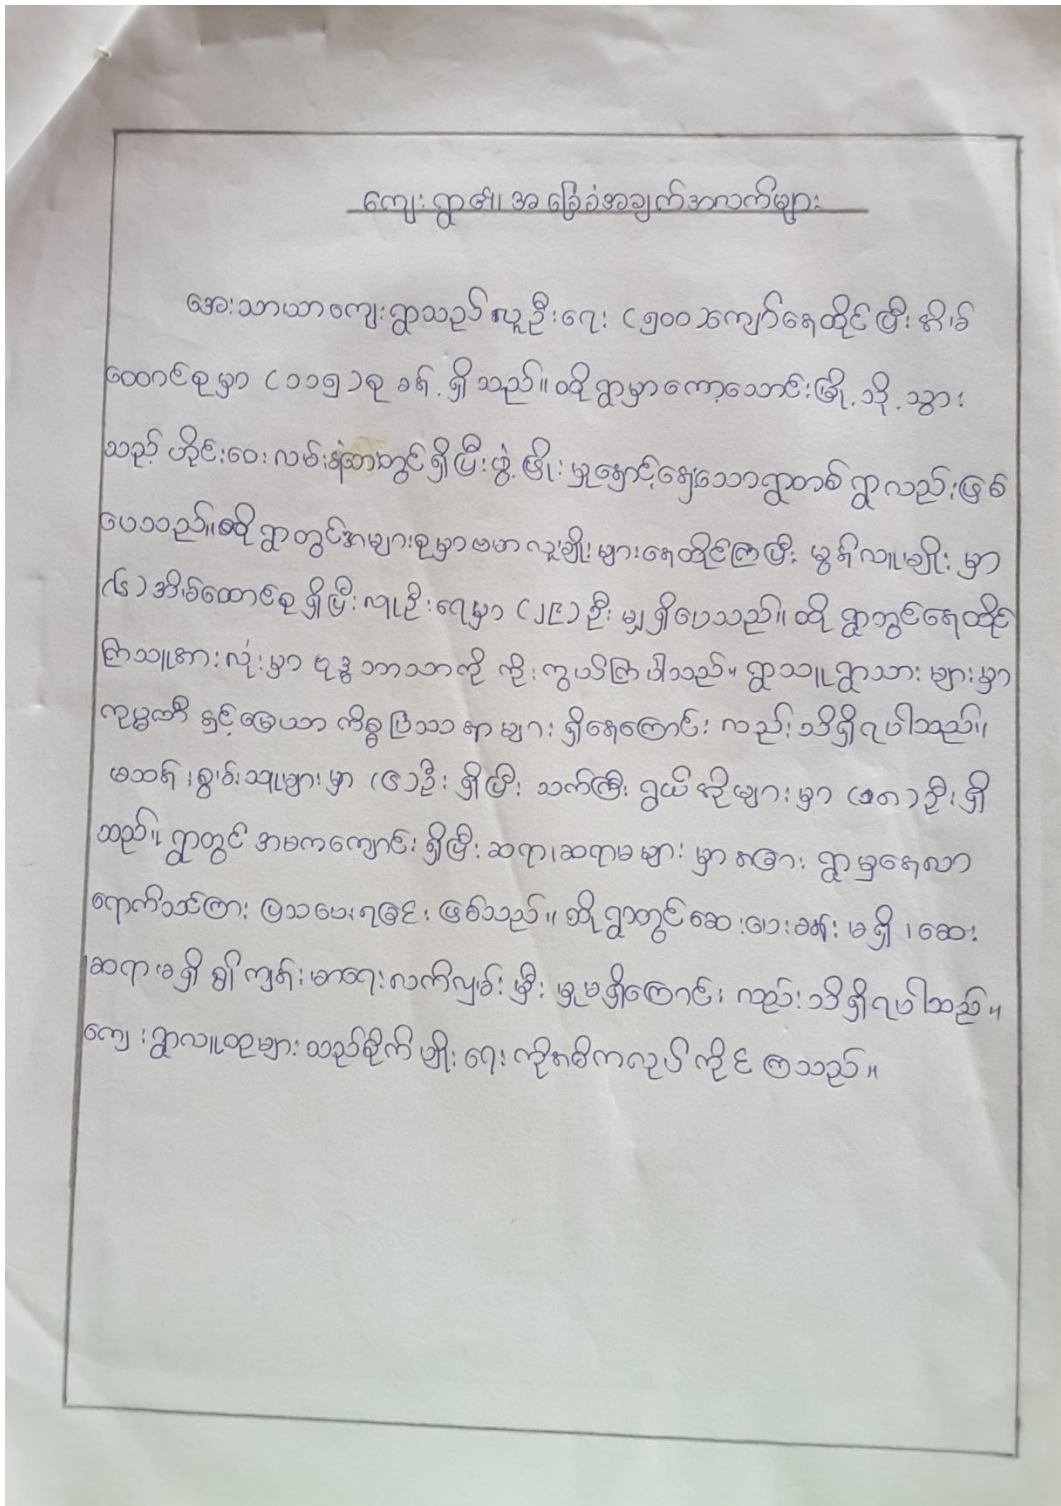 ကျေးရွာ၏ အခြေခံအချက်အလက်များ
အေးသာယာကျေးရွာသည် လူဦးရေ (၅၀၀)ကျော်နေထိုင်ပြီး အိမ်
ထောင်စုမှာ (၁၁၅)စု ခန့်ရှိသည်။ ထိုရွာမှာကော့သောင်းမြို့သို့သွား
သည့် ဟိုင်းဝေးလမ်းနံဘေးတွင်ရှိပြီးဖွံ့ဖြိုးမှုနှောင့်နှေးသောရွာတစ်ရွာလည်းဖြစ်
ပေသည်။ထိုရွာတွင်အများစုမှာဗမာလူမျိုးများနေထိုင်ကြပြီး မွန်လူမျိုးမှာ
(၆)အိမ်ထောင်စုရှိပြီးလူဦးရေမှာ (၂၉)ဦးမျှရှိပေသည်။ ထိုရွာတွင်နေထိုင်
ကြသူအားလုံးမှာ ဗုဒ္ဓဘာသာကို ကိုးကွယ်ကြပါသည်။ ရွာသူရွာသားများမှာ
ကုမ္ပဏီနှင့်မြေယာကိစ္စပြဿနာများ ရှိနေကြောင်း လည်းသိရှိရပါသည်။
မသန်းစွမ်းသူများမှာ (၆)ဦး ရှိပြီး သက်ကြီးရွယ်အိုများမှာ ဦးရှိ
သည်။ ရွာတွင် အမကကျောင်းရှိပြီးဆရာ၊ဆရာမများမှာ အခြားရွာမှနေလာ
ရောက်သင်ကြားပြသပေးရခြင်းဖြစ်သည်။ ထိုရွာတွင်ဆေးပေးခန်းမရှိ၊ဆေး
ဆရာမရှိ၍ကျန်းမာရေးလက်လှမ်းမှီးမှုမရှိကြောင်းလည်းသိရှိရပါသည်။
ကျေးရွာလူထုများသည်စိုက်ပျိုးရေးကိုအဓိကလုပ်ကိုင်ကြသည်။